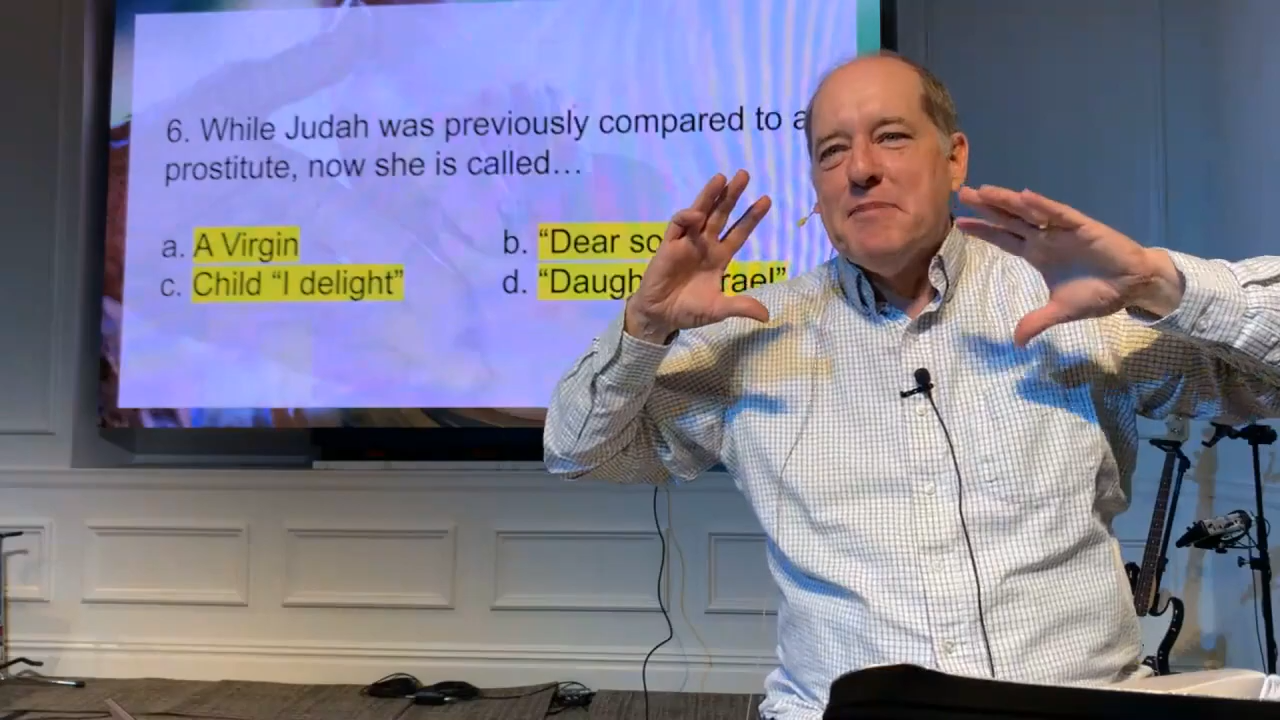 6. While Judah was previously compared to a
prostitute, now she is called…
a. A Virgin b. “Dear so
c. Child “I delight” d. “Daugh rael”